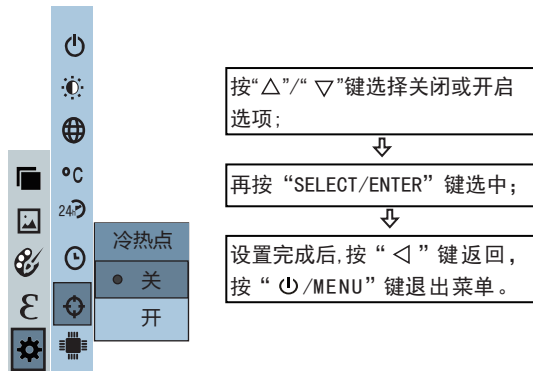 °C
24h
ε
冷热点
关
开
按“△”/“▽”键选择关闭或开启
选项;
再按“SELECT/ENTER”键选中;
设置完成后,按“◁”键返回,
按“⏻/MENU”键退出菜单。